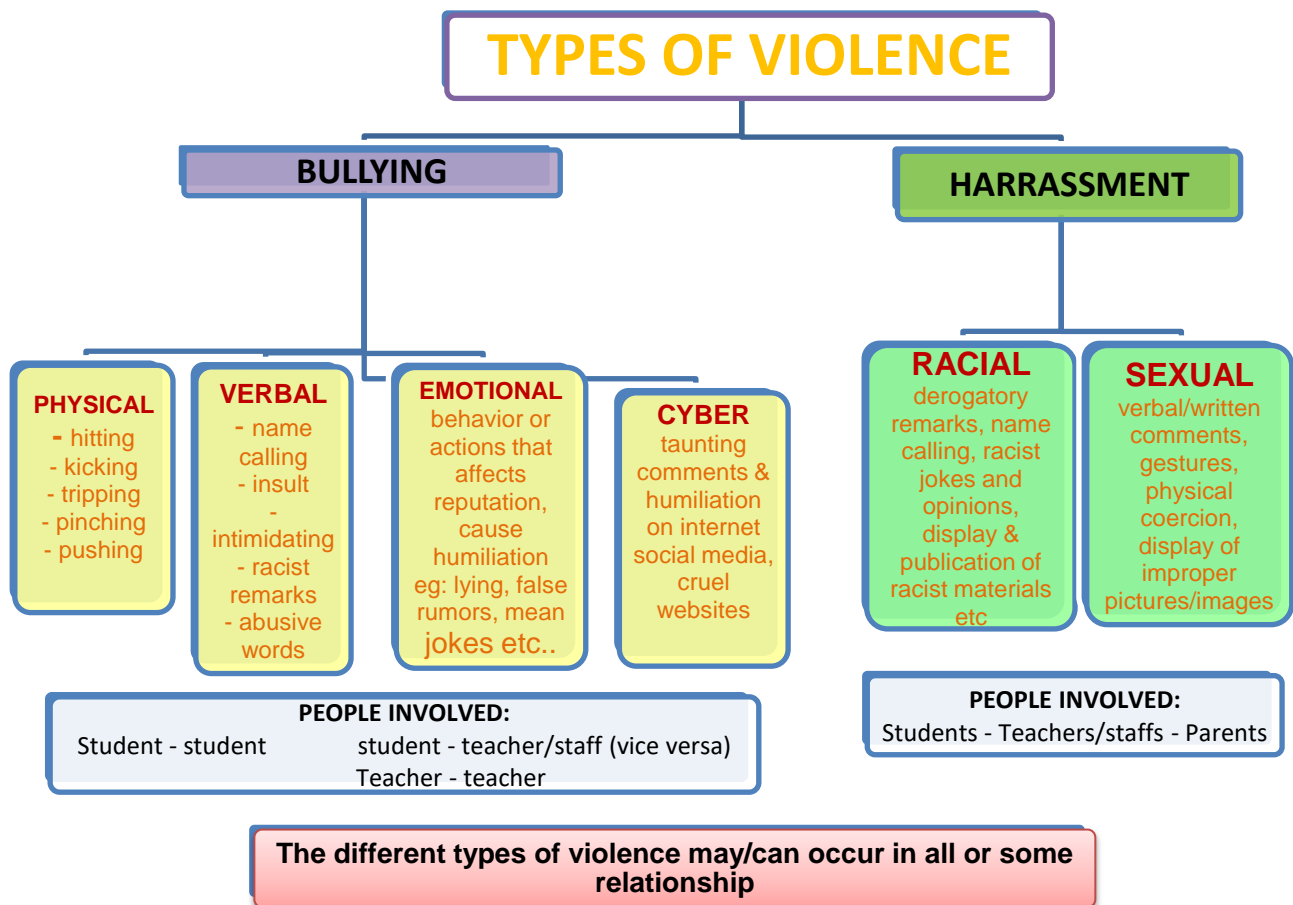 TYPES OF VIOLENCE
BULLYING
HARRASSMENT
PHYSICAL
- hitting
- kicking
- tripping
- pinching
- pushing
VERBAL
- name
calling
- insult
-
intimidating
- racist
remarks
- abusive
words
EMOTIONAL
behavior or
actions that
affects
reputation,
cause
humiliation
eg: lying, false
rumors, mean
jokes etc..
CYBER
taunting
comments &
humiliation
on internet
social media,
cruel
websites
RACIAL
derogatory
remarks, name
calling, racist
jokes and
opinions,
display &
publication of
racist materials
etc
SEXUAL
verbal/written
comments,
gestures,
physical
coercion,
display of
improper
pictures/images
PEOPLE INVOLVED:
Student - student student - teacher/staff (vice versa)
Teacher - teacher
PEOPLE INVOLVED:
Students - Teachers/staffs - Parents
The different types of violence may/can occur in all or some
relationship